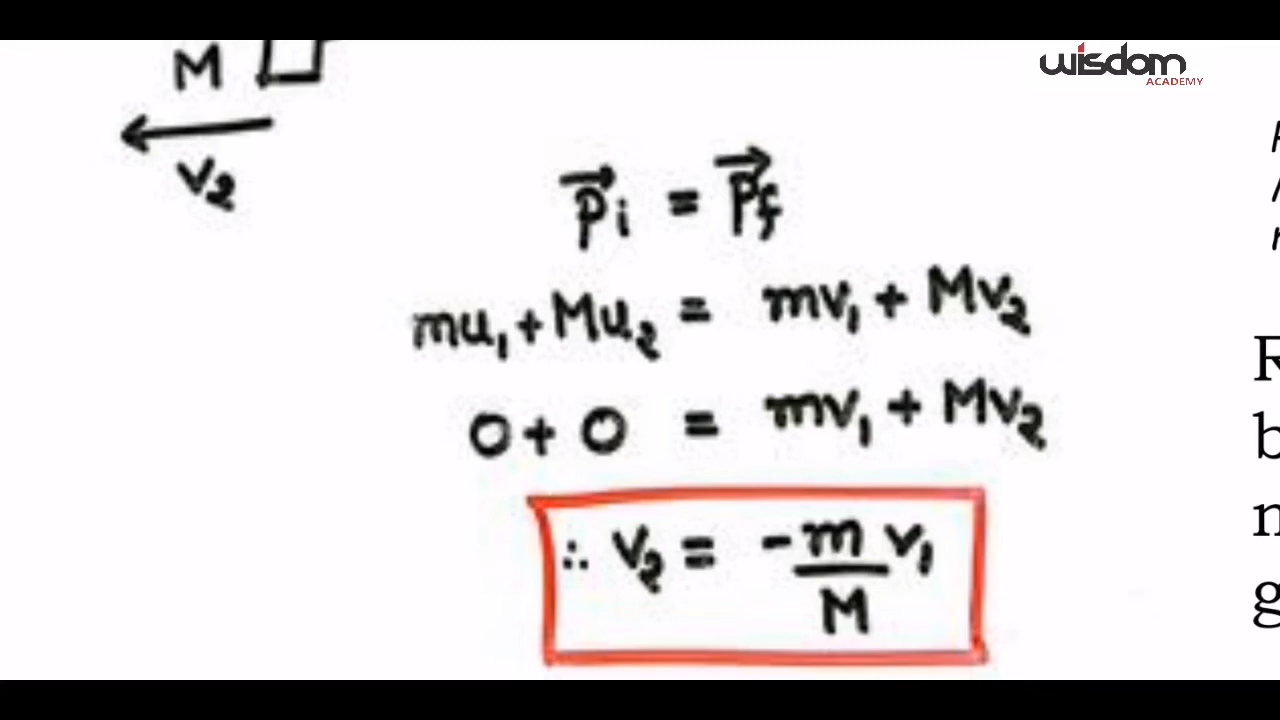 wisdom
ACADEMY
M
v₂
p⃗ᵢ = p⃗f
mu₁ + Mu₂ = mv₁ + Mv₂
0 + 0 = mv₁ + Mv₂
∴ v₂ = -m/M v₁
R
b
g